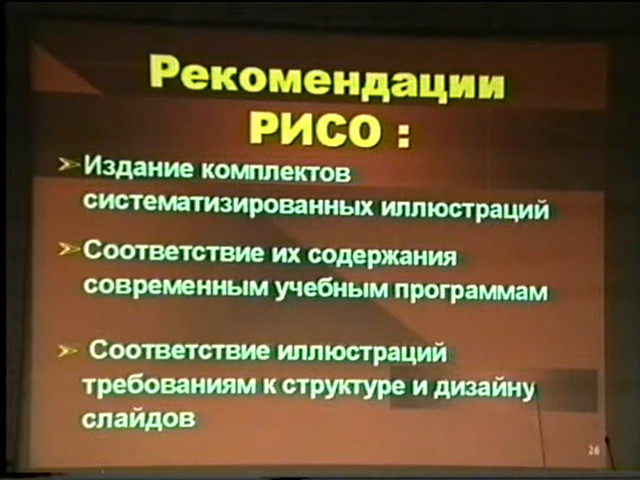 Рекомендации
РИСО :
Издание комплектов
систематизированных иллюстраций
Соответствие их содержания
современным учебным программам
Соответствие иллюстраций
требованиям к структуре и дизайну
слайдов
26